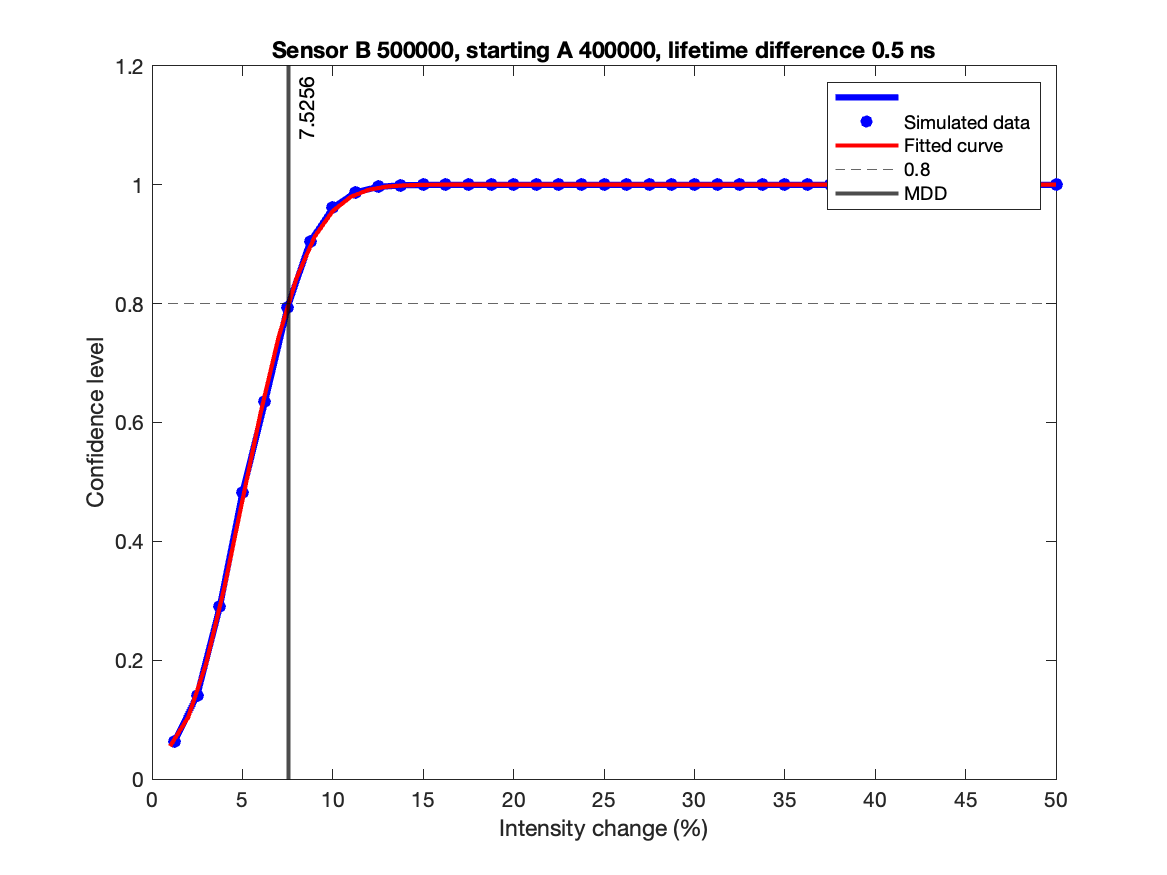 Sensor B 500000, starting A 400000, lifetime difference 0.5 ns
7.5256
Simulated data
Fitted curve
0.8
MDD
1.2
1
0.8
0.6
0.4
0.2
0
Confidence level
0 5 10 15 20 25 30 35 40 45 50
Intensity change (%)